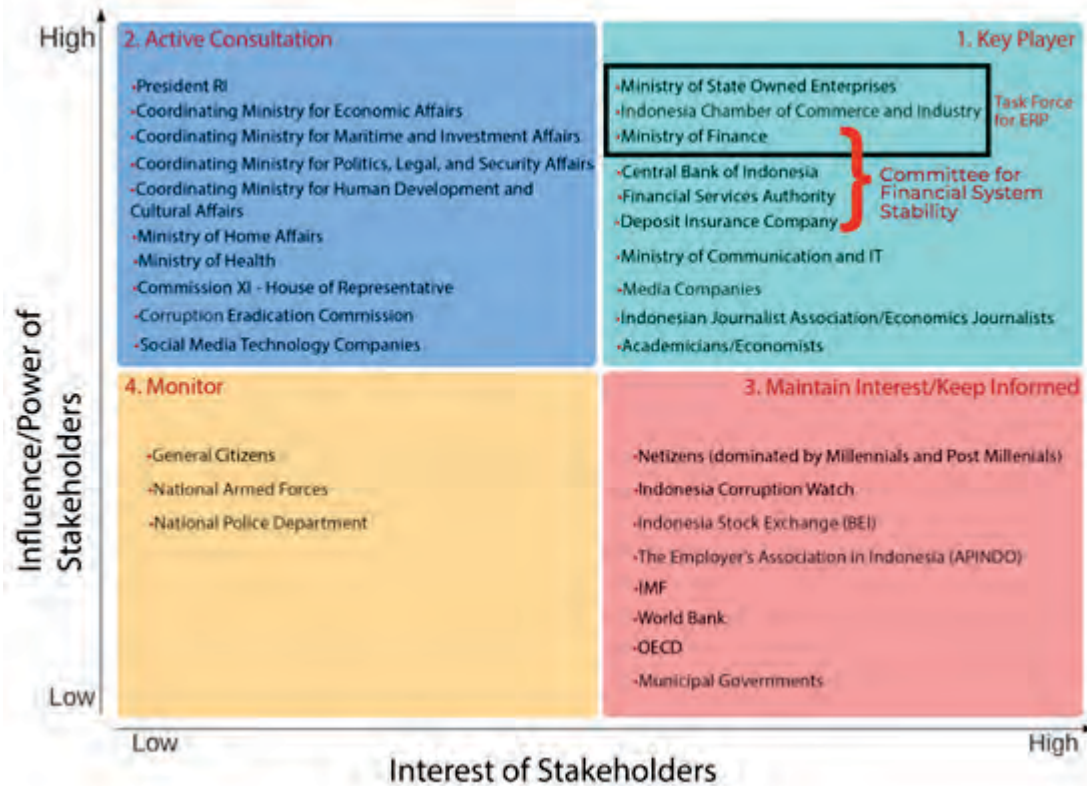 High
2. Active Consultation
•President RI
•Coordinating Ministry for Economic Affairs
•Coordinating Ministry for Maritime and Investment Affairs
•Coordinating Ministry for Politics, Legal, and Security Affairs
•Coordinating Ministry for Human Development and
Cultural Affairs
•Ministry of Home Affairs
•Ministry of Health
•Commission XI - House of Representative
•Corruption Eradication Commission
•Social Media Technology Companies
1. Key Player
•Ministry of State Owned Enterprises
•Indonesia Chamber of Commerce and Industry
•Ministry of Finance
Task Force
for ERP
•Central Bank of Indonesia
•Financial Services Authority
•Deposit Insurance Company
Committee for
Financial System
Stability
•Ministry of Communication and IT
•Media Companies
•Indonesian Journalist Association/Economics Journalists
•Academicians/Economists
Influence/Power of
Stakeholders
4. Monitor
•General Citizens
•National Armed Forces
•National Police Department
3. Maintain Interest/Keep Informed
•Netizens (dominated by Millennials and Post Millenials)
•Indonesia Corruption Watch
•Indonesia Stock Exchange (BEI)
•The Employer's Association in Indonesia (APINDO)
•IMF
•World Bank
•OECD
•Municipal Governments
Low
Low
High
Interest of Stakeholders